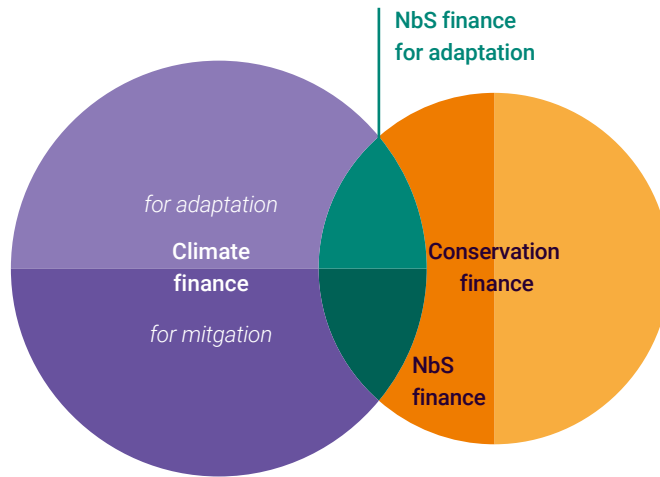 NbS finance
for adaptation
for adaptation
Climate
finance
for mitgation
Conservation
finance
NbS
finance